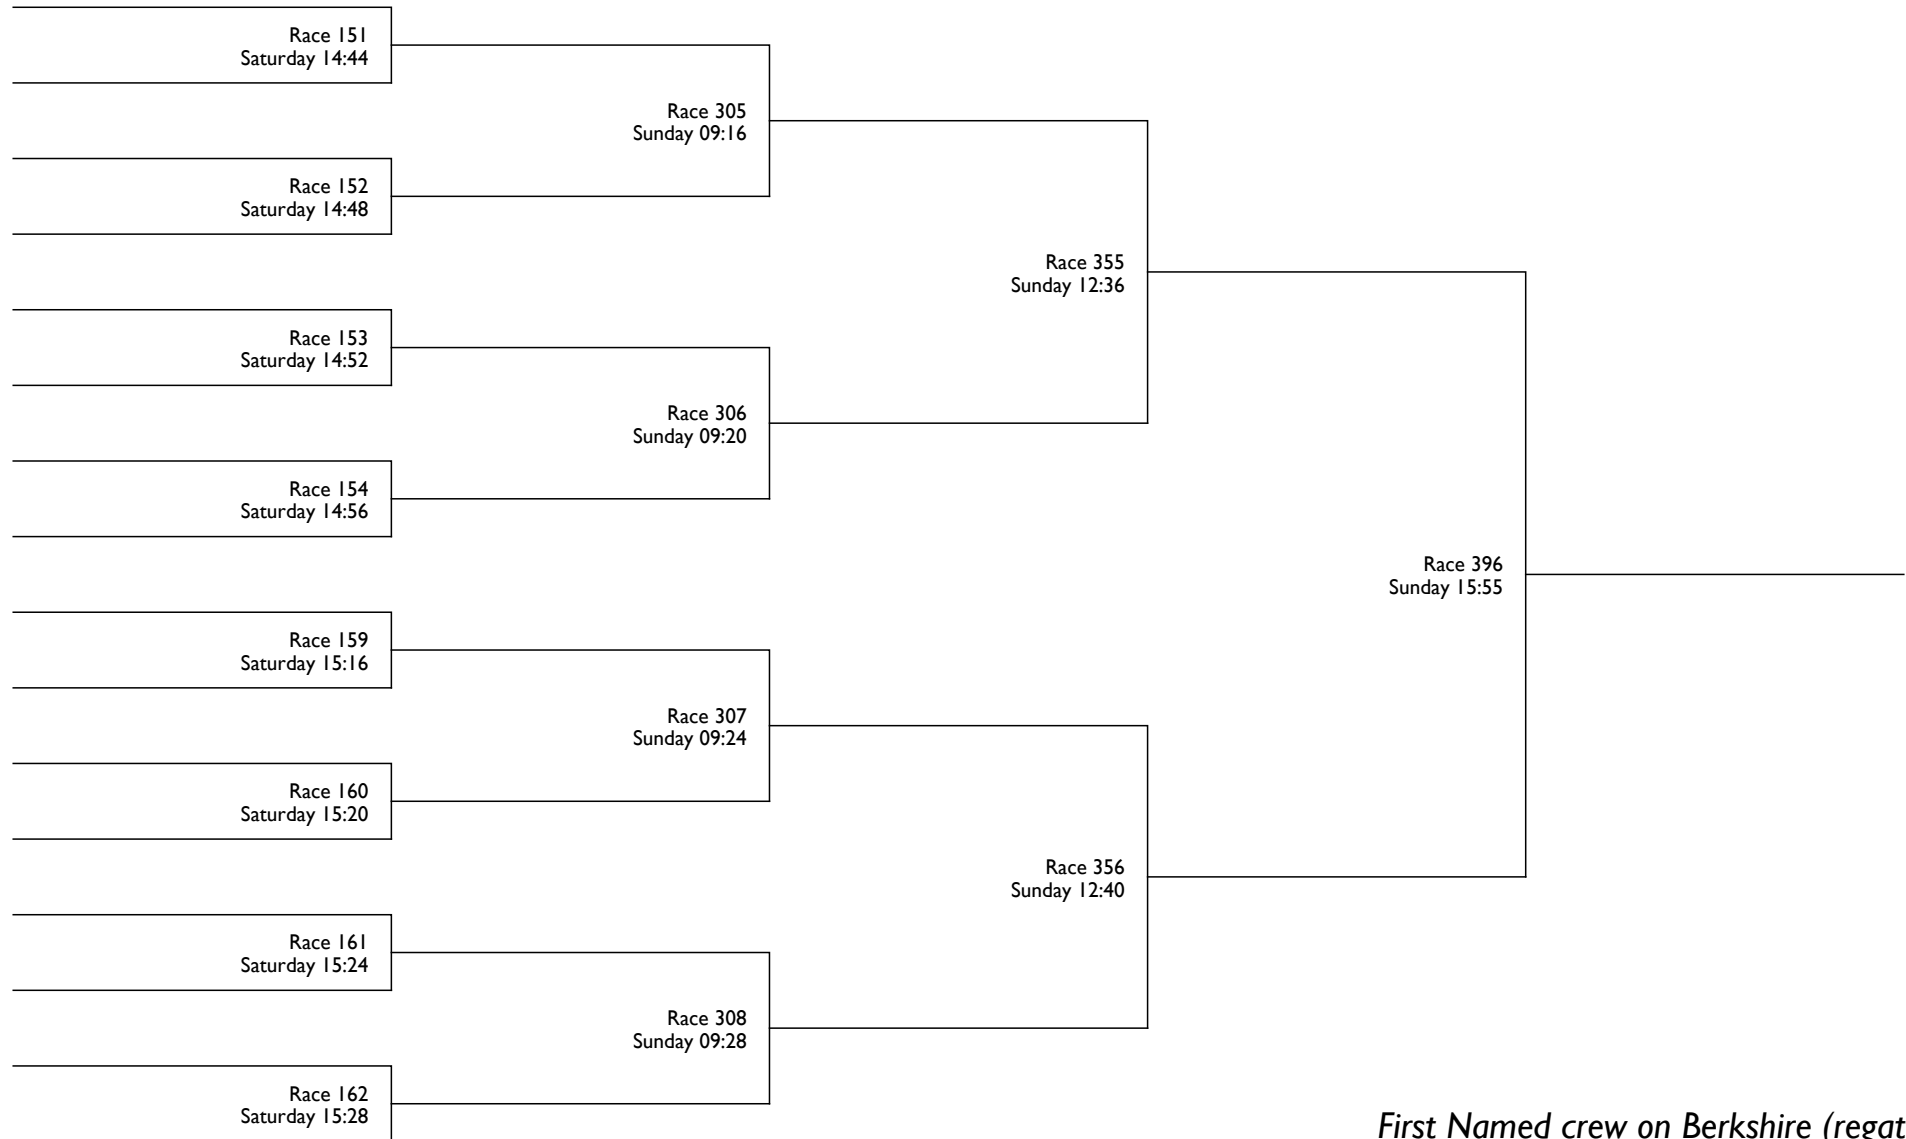 Race 151
Saturday 14:44
Race 305
Sunday 09:16
Race 152
Saturday 14:48
Race 355
Sunday 12:36
Race 153
Saturday 14:52
Race 306
Sunday 09:20
Race 154
Saturday 14:56
Race 396
Sunday 15:55
Race 159
Saturday 15:16
Race 307
Sunday 09:24
Race 160
Saturday 15:20
Race 356
Sunday 12:40
Race 161
Saturday 15:24
Race 308
Sunday 09:28
Race 162
Saturday 15:28
First Named crew on Berkshire (regat